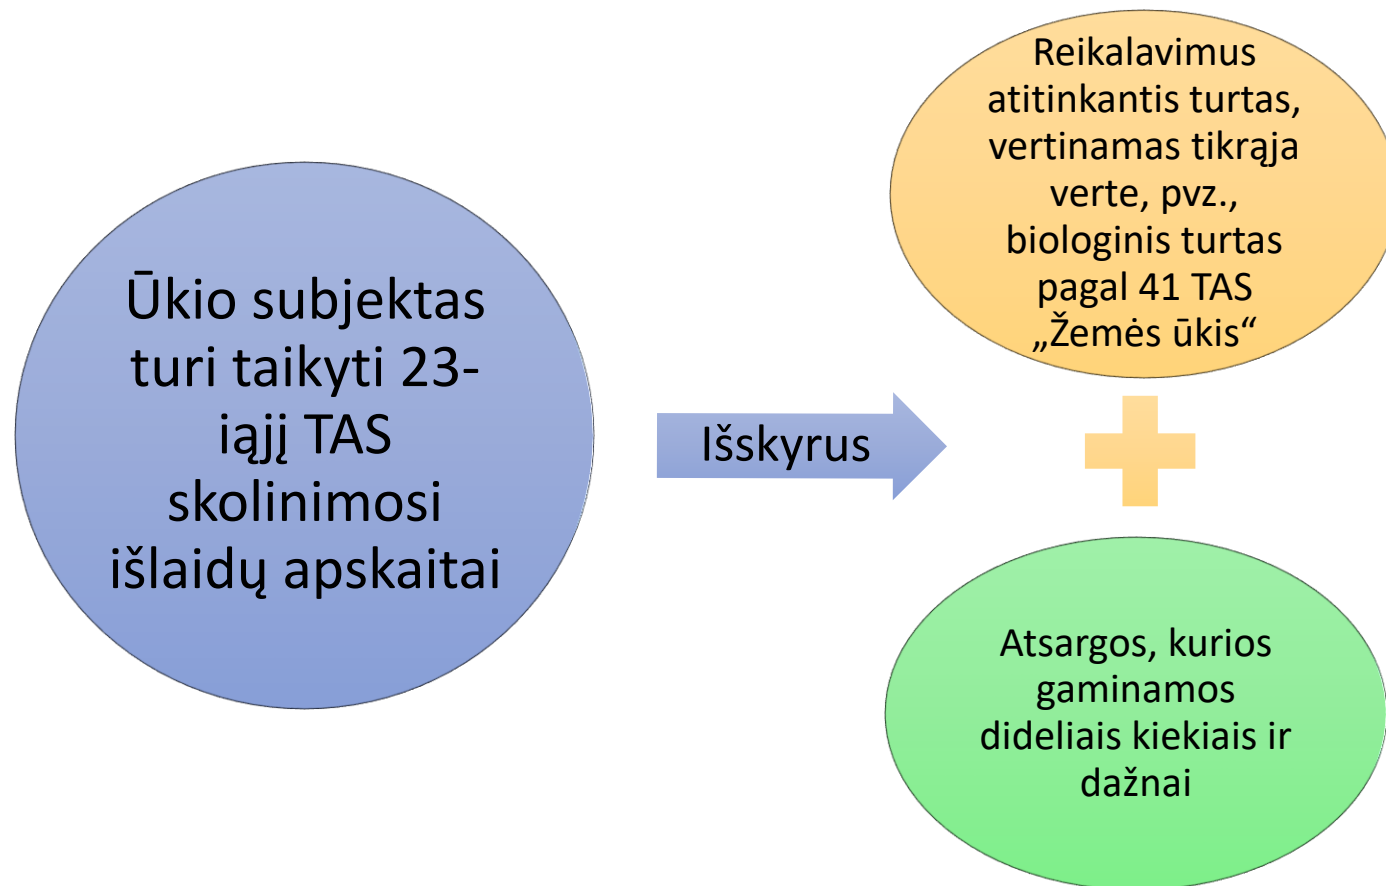 Ūkio subjektas
turi taikyti 23-
iąjį TAS
skolinimosi
išlaidų apskaitai
Išskyrus
Reikalavimus
atitinkantis turtas,
vertinamas tikrąja
verte, pvz.,
biologinis turtas
pagal 41 TAS
„Žemės ūkis“
Atsargos, kurios
gaminamos
dideliais kiekiais ir
dažnai